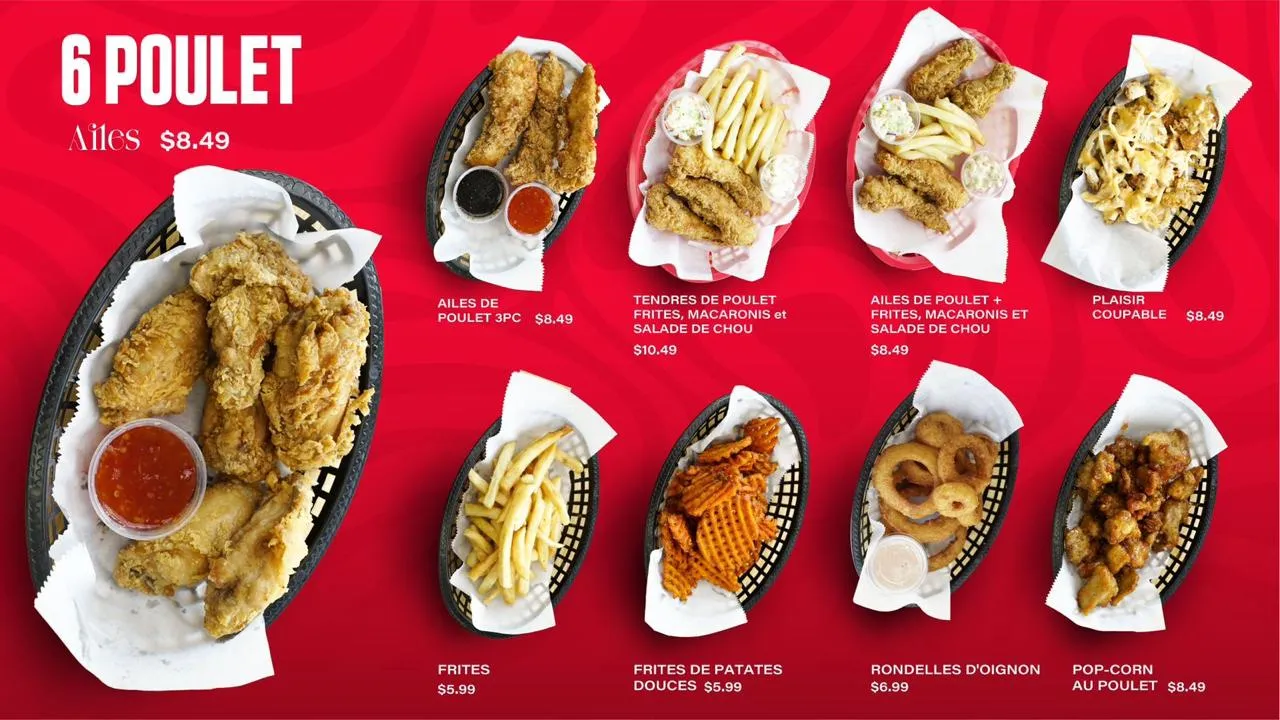 6 POULET
Ailes $8.49
AILES DE
POULET 3PC $8.49
TENDRES DE POULET
FRITES, MACARONIS et
SALADE DE CHOU
$10.49
AILES DE POULET +
FRITES, MACARONIS ET
SALADE DE CHOU
$8.49
PLAISIR
COUPABLE $8.49
FRITES
$5.99
FRITES DE PATATES
DOUCES $5.99
RONDELLES D'OIGNON
$6.99
POP-CORN
AU POULET $8.49